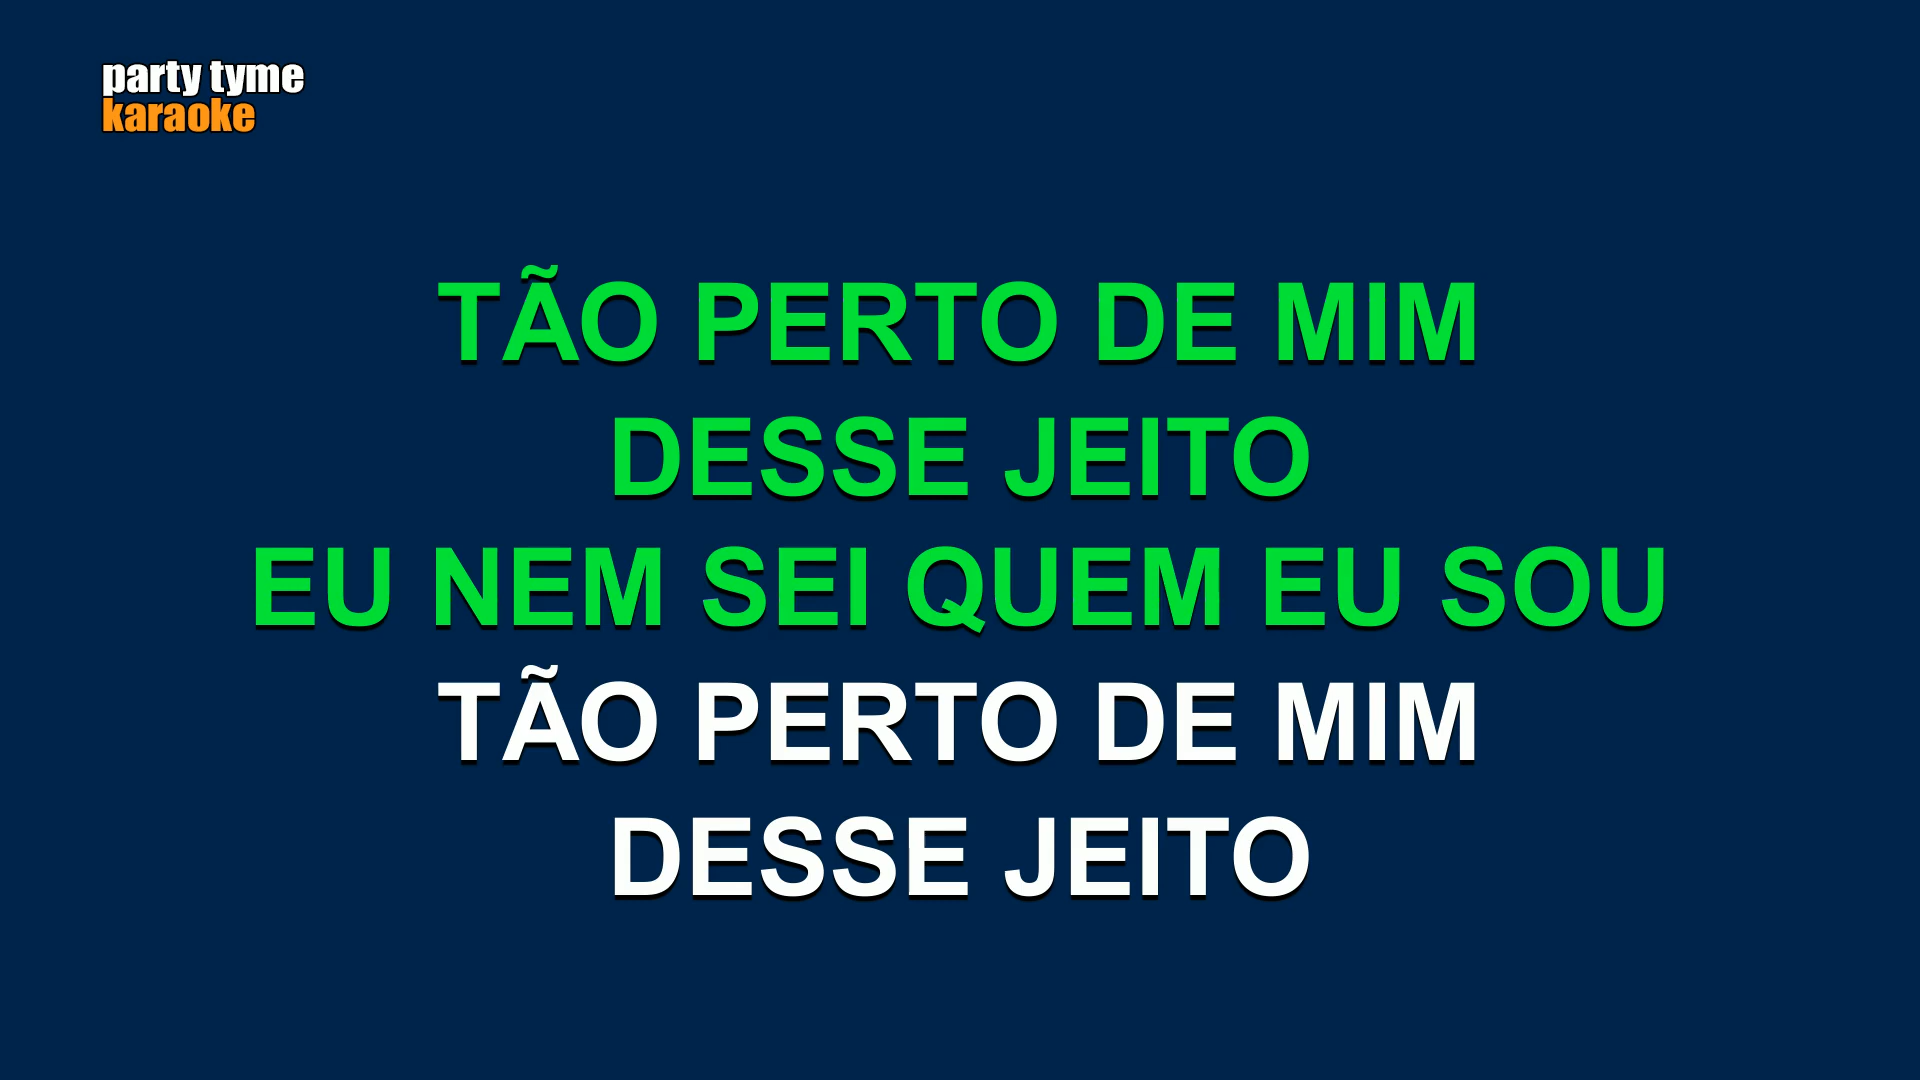 party tyme
karaoke
TÃO PERTO DE MIM
DESSE JEITO
EU NEM SEI QUEM EU SOU
TÃO PERTO DE MIM
DESSE JEITO